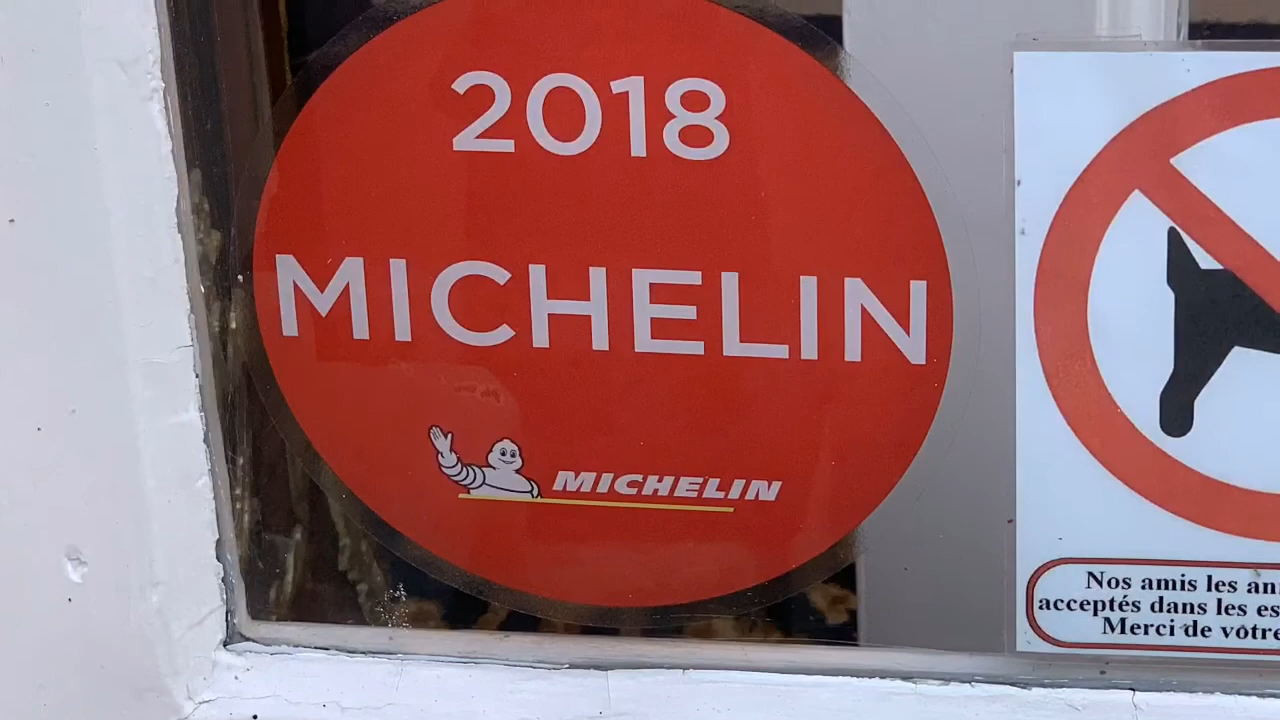 2018
MICHELIN
MICHELIN
Nos amis les
acceptés dans les
Merci de votre